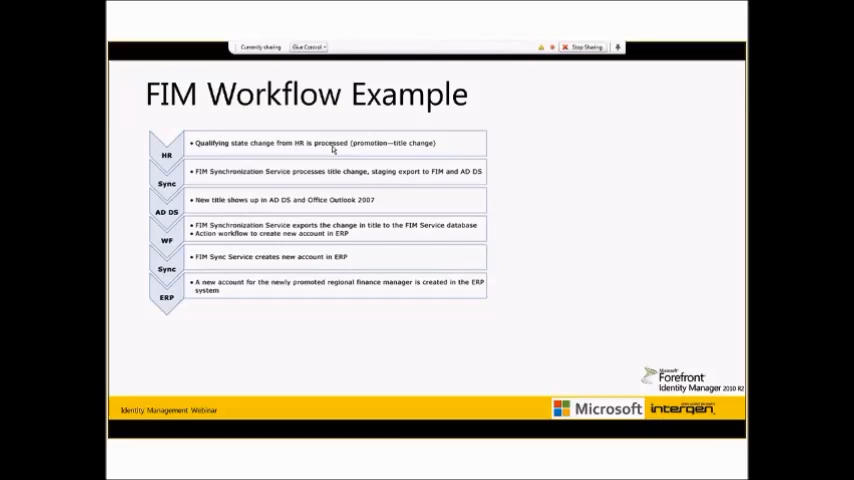 Currently sharing
Give Control
Stop Sharing
FIM Workflow Example
HR
• Qualifying state change from HR is processed (promotion—title change)
Sync
• FIM Synchronization Service processes title change, staging export to FIM and AD DS
AD DS
• New title shows up in AD DS and Office Outlook 2007
WF
• FIM Synchronization Service exports the change in title to the FIM Service database
• Action workflow to create new account in ERP
Sync
• FIM Sync Service creates new account in ERP
ERP
• A new account for the newly promoted regional finance manager is created in the ERP
system
Microsoft
Forefront
Identity Manager 2010 R2
Identity Management Webinar
Microsoft
intergen